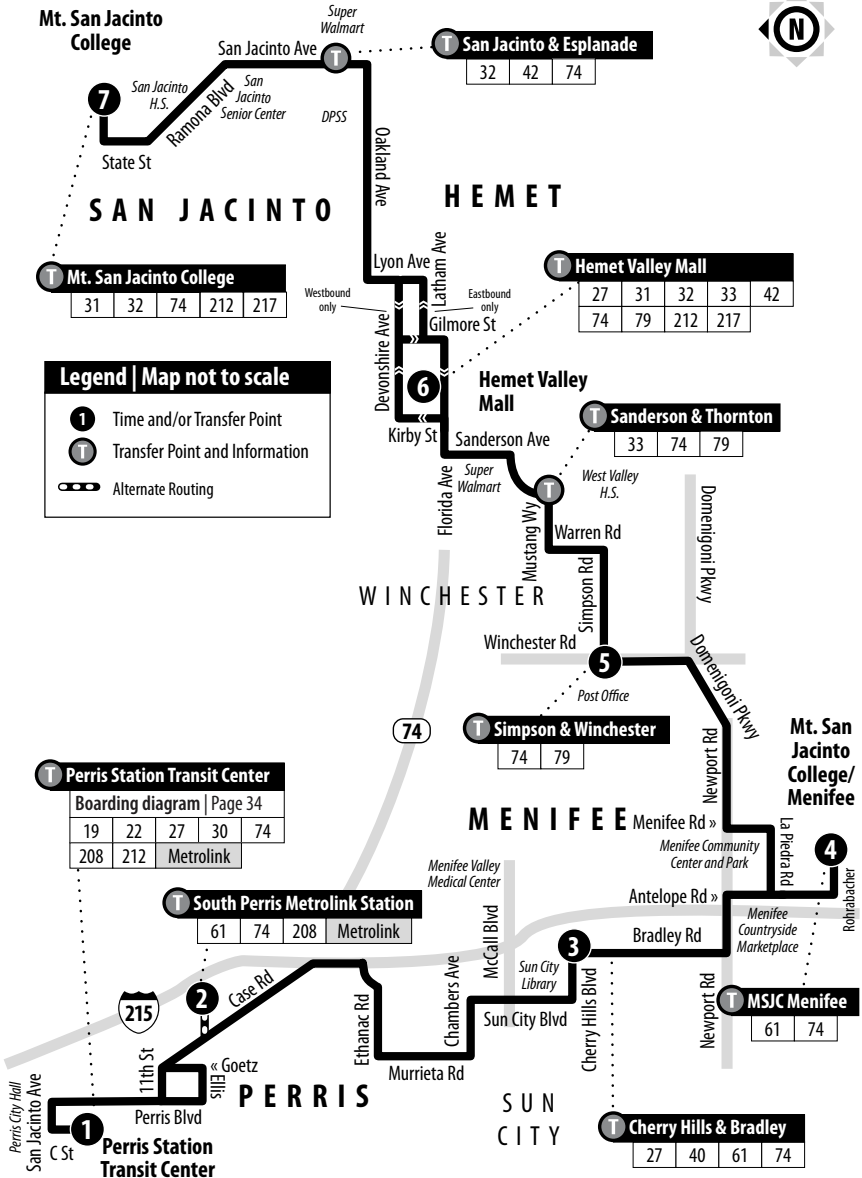 Mt. San Jacinto
College
Super
Walmart
San Jacinto Ave
T
T San Jacinto & Esplanade
32 42 74
N
7
San Jacinto
H.S.
Ramona Blvd
San
Jacinto
Senior Center
DPSS
State St
Oakland Ave
SAN JACINTO
HEMET
T Mt. San Jacinto College
31 32 74 212 217
Lyon Ave
Latham Ave
Westbound
only
Eastbound
only
Devonshire Ave
Gilmore St
T Hemet Valley Mall
27 31 32 33 42
74 79 212 217
6
Hemet Valley
Mall
Kirby St
Legend | Map not to scale
1 Time and/or Transfer Point
T Transfer Point and Information
Alternate Routing
Sanderson Ave
Super
Walmart
Florida Ave
T Sanderson & Thornton
33 74 79
West Valley
H.S.
T
Mustang Wy
Warren Rd
Simpson Rd
Domenigoni Pkwy
WINCHESTER
Winchester Rd
5
Post Office
Domenigoni Pkwy
74
T Simpson & Winchester
74 79
Newport Rd
Mt. San
Jacinto
College/
Menifee
T Perris Station Transit Center
Boarding diagram | Page 34
19 22 27 30 74
208 212 Metrolink
MENIFEE
Menifee Rd »
Menifee Community
Center and Park
La Piedra Rd
4
Rohrabacher
Menifee Valley
Medical Center
Antelope Rd »
Menifee
Countryside
Marketplace
T South Perris Metrolink Station
61 74 208 Metrolink
McCall Blvd
3
Bradley Rd
Sun City
Library
215
2
Case Rd
Ethanac Rd
Chambers Ave
Sun City Blvd
Cherry Hills Blvd
Newport Rd
T MSJC Menifee
61 74
11th St
« Goetz
Ellis
Murrieta Rd
PERRIS
SUN
CITY
Perris City Hall
San Jacinto Ave
C St
1
Perris Blvd
Perris Station
Transit Center
T Cherry Hills & Bradley
27 40 61 74